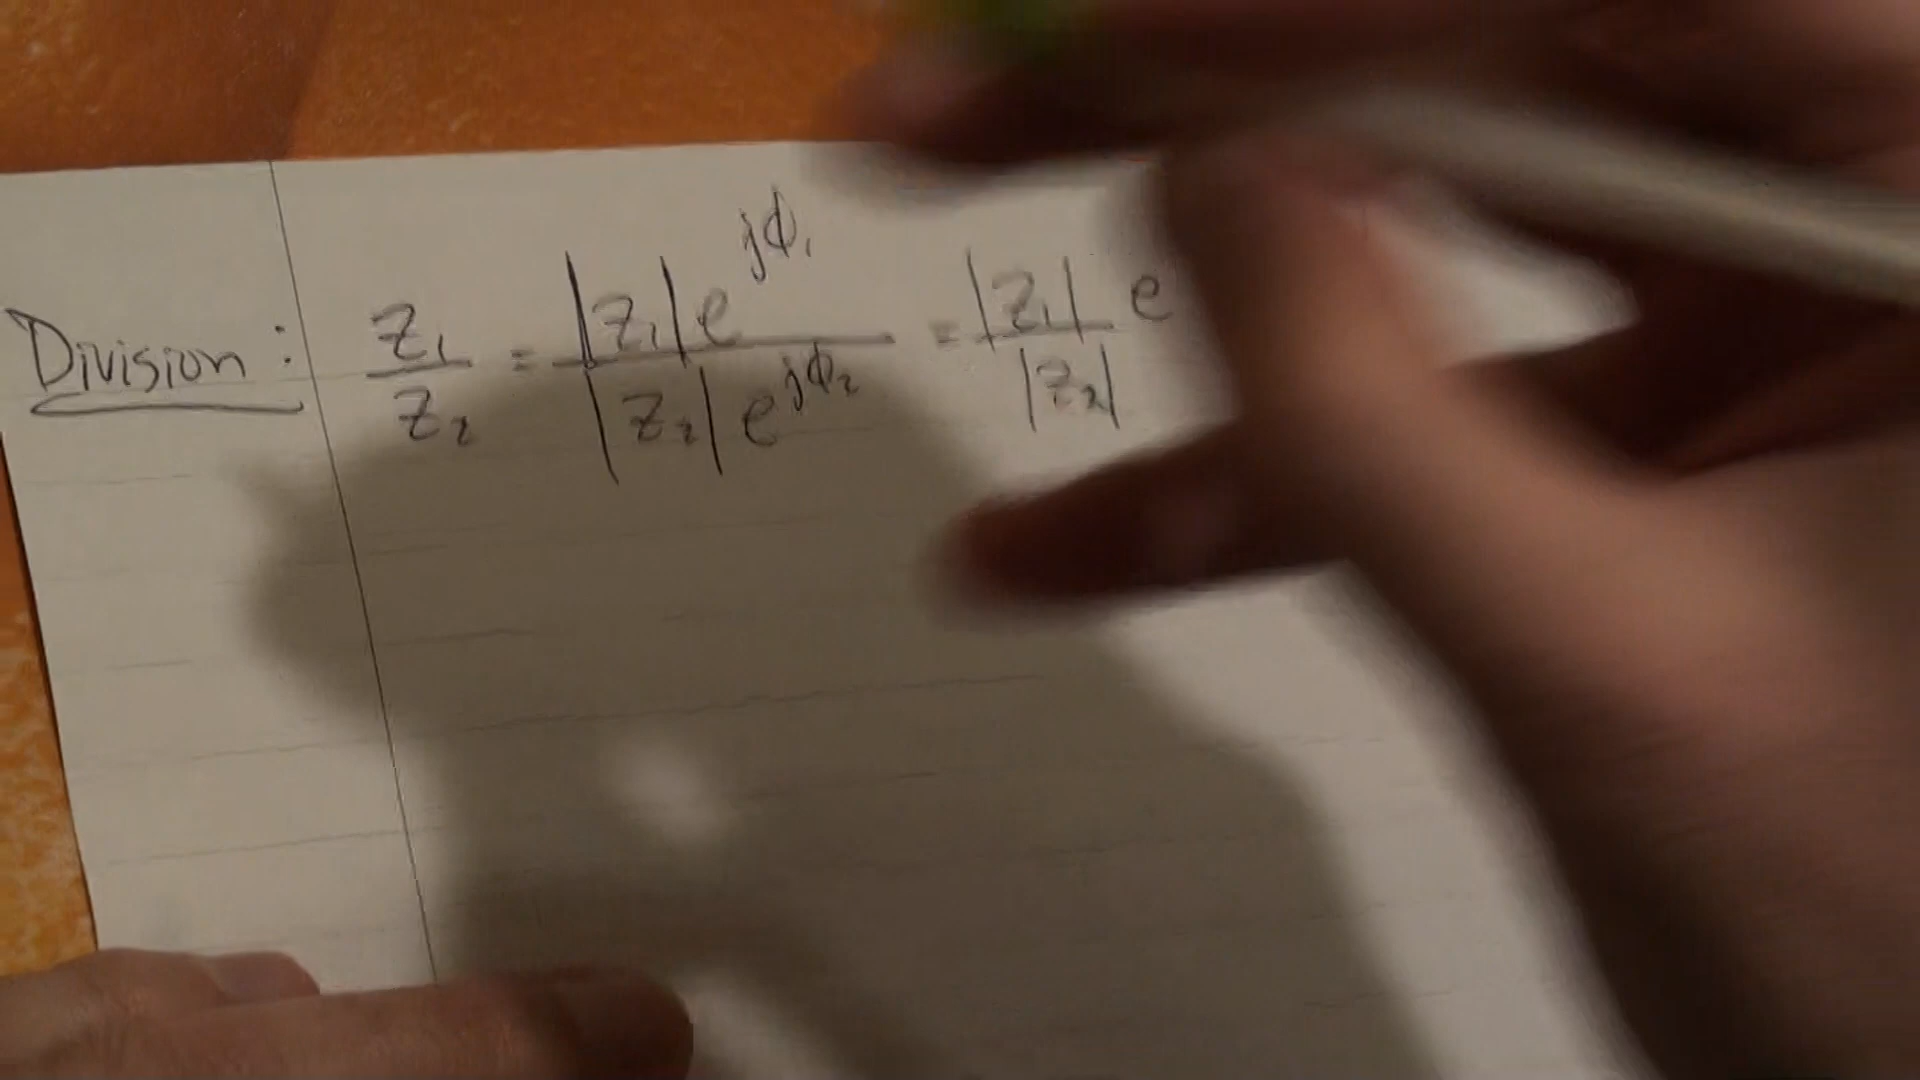 Division: z₁/z₂ = |z₁|e^{jϕ₁}/|z₂|e^{jϕ₂} = |z₁|/|z₂| e